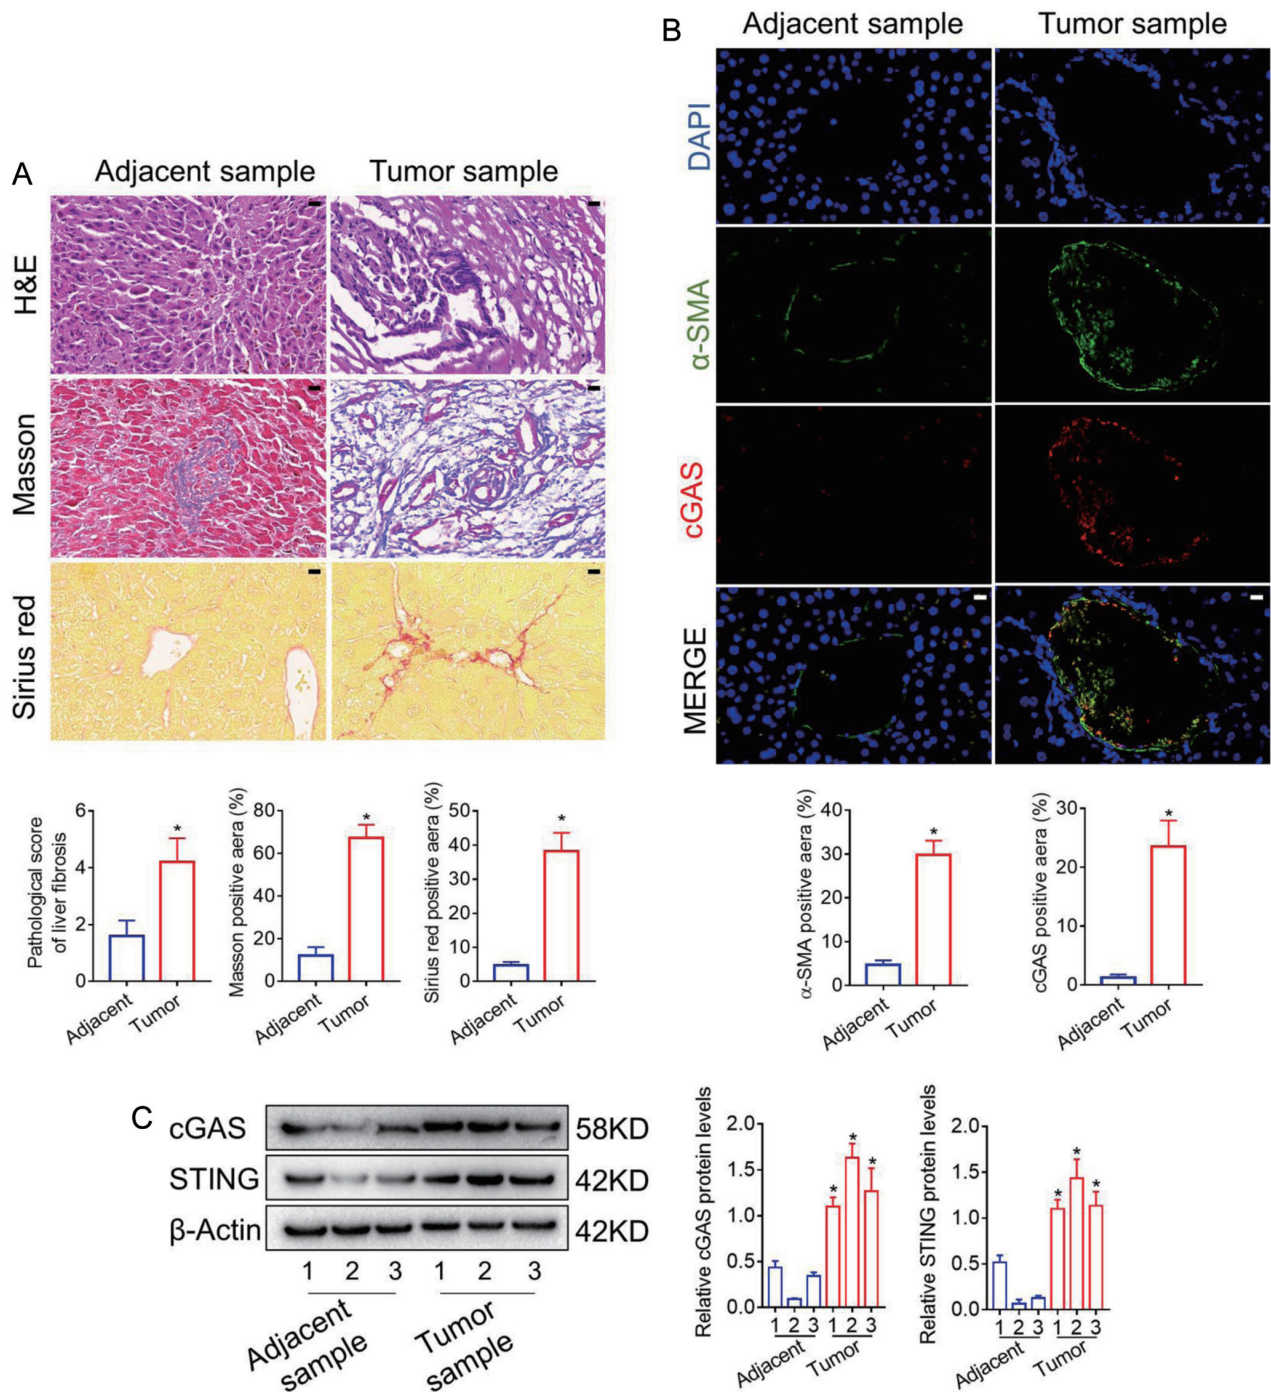 A
Adjacent sample
Tumor sample
H&E
Masson
Sirius red
6
4
2
0
Pathological score
of liver fibrosis
*
Adjacent
Tumor
80
60
40
20
0
Masson positive aera (%)
*
Adjacent
Tumor
50
40
30
20
10
0
Sirius red positive aera (%)
*
Adjacent
Tumor
B
Adjacent sample
Tumor sample
DAPI
α-SMA
cGAS
MERGE
40
30
20
10
0
α-SMA positive aera (%)
*
Adjacent
Tumor
30
20
10
0
cGAS positive aera (%)
*
Adjacent
Tumor
C
cGAS
58KD
STING
42KD
β-Actin
42KD
1 2 3 1 2 3
Adjacent
sample
Tumor
sample
2.0
1.5
1.0
0.5
0.0
Relative cGAS protein levels
* * *
1 2 3 1 2 3
Adjacent
Tumor
2.0
1.5
1.0
0.5
0.0
Relative STING protein levels
* * *
1 2 3 1 2 3
Adjacent
Tumor